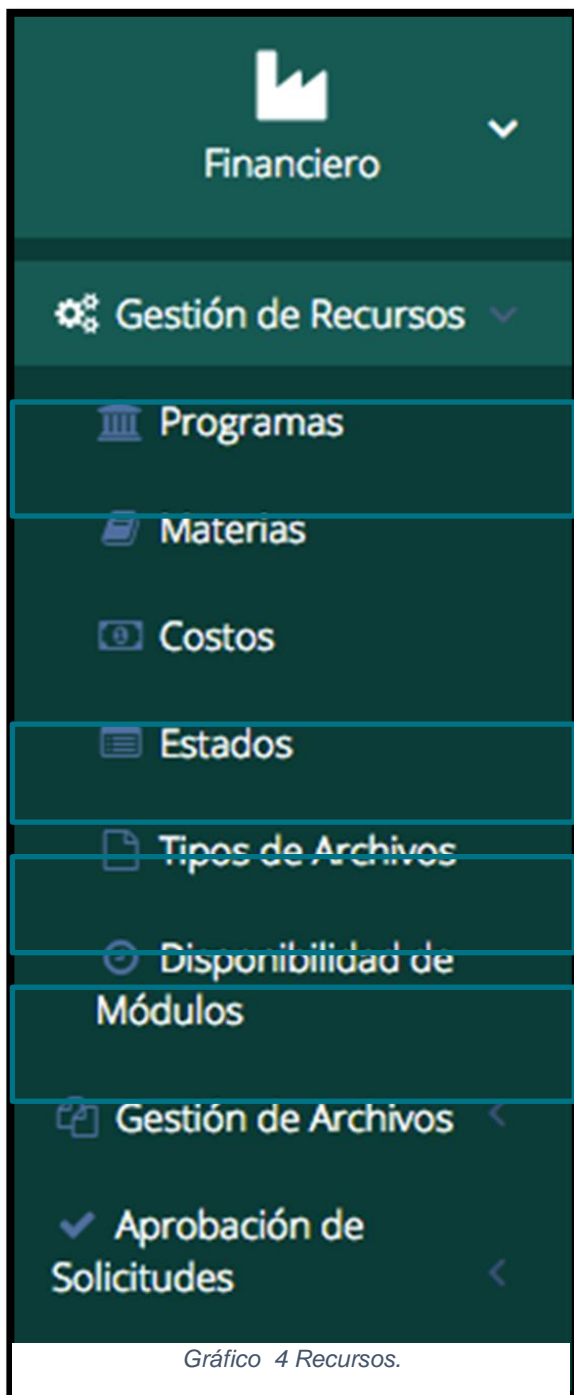 Financiero
Gestión de Recursos
Programas
Materias
Costos
Estados
Tipos de Archivos
Disponibilidad de
Módulos
Gestión de Archivos
Aprobación de
Solicitudes
Gráfico 4 Recursos.